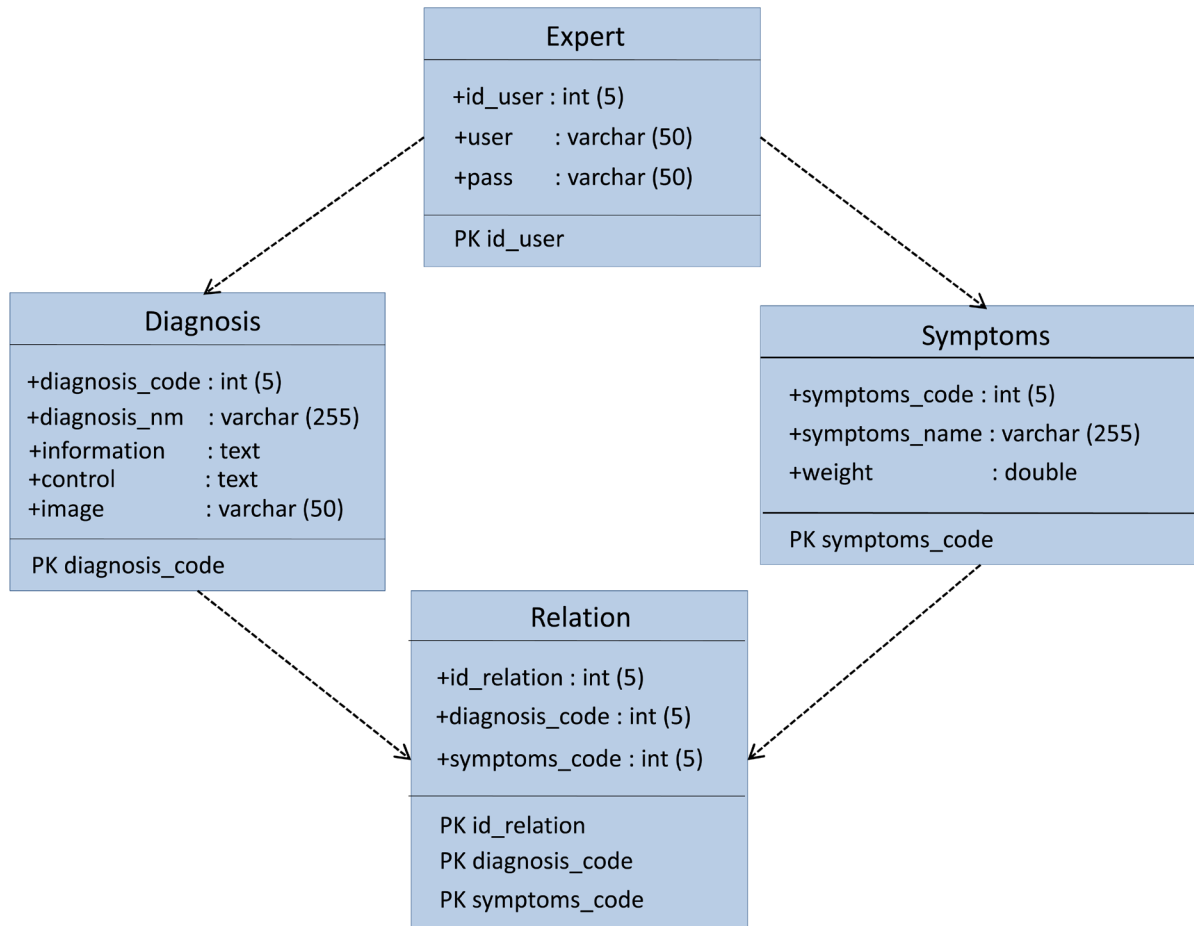 Expert
+id_user : int (5)
+user : varchar (50)
+pass : varchar (50)
PK id_user
Diagnosis
+diagnosis_code : int (5)
+diagnosis_nm : varchar (255)
+information : text
+control : text
+image : varchar (50)
PK diagnosis_code
Symptoms
+symptoms_code : int (5)
+symptoms_name : varchar (255)
+weight : double
PK symptoms_code
Relation
+id_relation : int (5)
+diagnosis_code : int (5)
+symptoms_code : int (5)
PK id_relation
PK diagnosis_code
PK symptoms_code